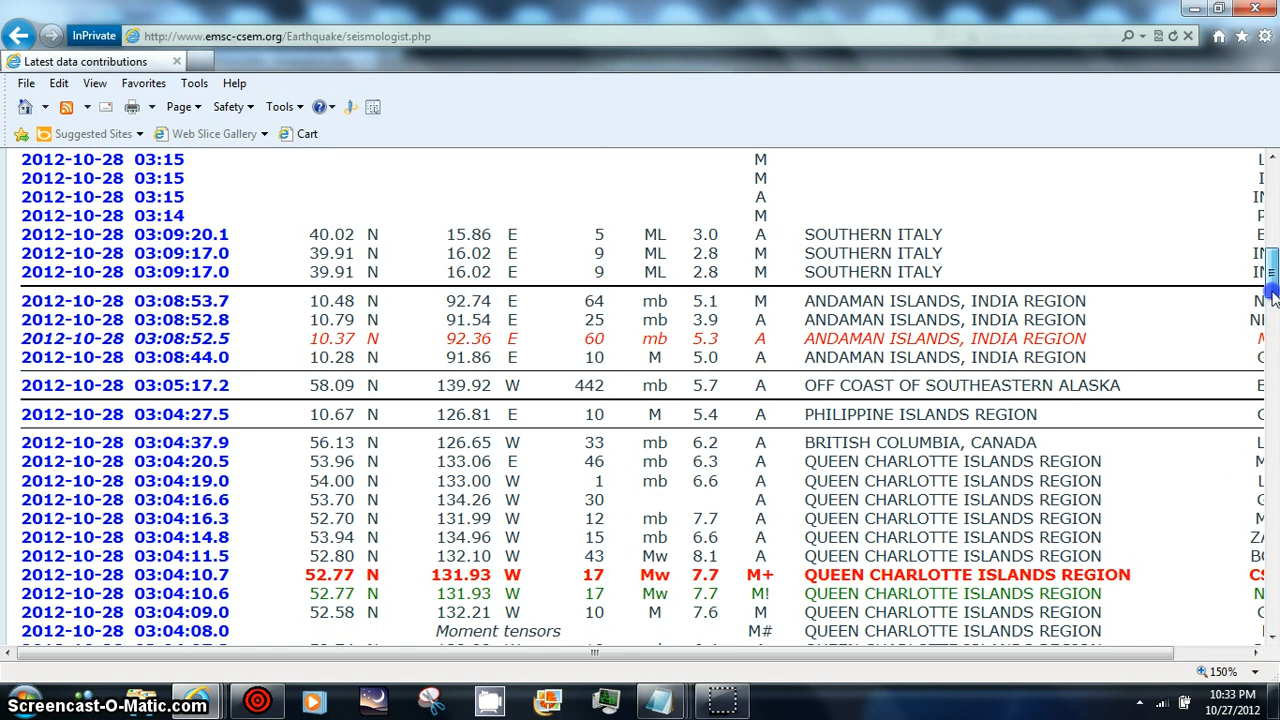 InPrivate http://www.emsc-csem.org/Earthquake/seismologist.php
Latest data contributions
File Edit View Favorites Tools Help
Page Safety Tools
Suggested Sites Web Slice Gallery Cart
2012-10-28 03:15 M
2012-10-28 03:15 M
2012-10-28 03:15 A
2012-10-28 03:14 M
2012-10-28 03:09:20.1 40.02 N 15.86 E 5 ML 3.0 A SOUTHERN ITALY
2012-10-28 03:09:17.0 39.91 N 16.02 E 9 ML 2.8 M SOUTHERN ITALY
2012-10-28 03:09:17.0 39.91 N 16.02 E 9 ML 2.8 M SOUTHERN ITALY
2012-10-28 03:08:53.7 10.48 N 92.74 E 64 mb 5.1 M ANDAMAN ISLANDS, INDIA REGION
2012-10-28 03:08:52.8 10.79 N 91.54 E 25 mb 3.9 A ANDAMAN ISLANDS, INDIA REGION
2012-10-28 03:08:52.5 10.37 N 92.36 E 60 mb 5.3 A ANDAMAN ISLANDS, INDIA REGION
2012-10-28 03:08:44.0 10.28 N 91.86 E 10 M 5.0 A ANDAMAN ISLANDS, INDIA REGION
2012-10-28 03:05:17.2 58.09 N 139.92 W 442 mb 5.7 A OFF COAST OF SOUTHEASTERN ALASKA
2012-10-28 03:04:27.5 10.67 N 126.81 E 10 M 5.4 A PHILIPPINE ISLANDS REGION
2012-10-28 03:04:37.9 56.13 N 126.65 W 33 mb 6.2 A BRITISH COLUMBIA, CANADA
2012-10-28 03:04:20.5 53.96 N 133.06 E 46 mb 6.3 A QUEEN CHARLOTTE ISLANDS REGION
2012-10-28 03:04:19.0 54.00 N 133.00 W 1 mb 6.6 A QUEEN CHARLOTTE ISLANDS REGION
2012-10-28 03:04:16.6 53.70 N 134.26 W 30 A QUEEN CHARLOTTE ISLANDS REGION
2012-10-28 03:04:16.3 52.70 N 131.99 W 12 mb 7.7 A QUEEN CHARLOTTE ISLANDS REGION
2012-10-28 03:04:14.8 53.94 N 134.96 W 15 mb 6.6 A QUEEN CHARLOTTE ISLANDS REGION
2012-10-28 03:04:11.5 52.80 N 132.10 W 43 Mw 8.1 A QUEEN CHARLOTTE ISLANDS REGION
2012-10-28 03:04:10.7 52.77 N 131.93 W 17 Mw 7.7 M+ QUEEN CHARLOTTE ISLANDS REGION
2012-10-28 03:04:10.6 52.77 N 131.93 W 17 Mw 7.7 M! QUEEN CHARLOTTE ISLANDS REGION
2012-10-28 03:04:09.0 52.58 N 132.21 W 10 M 7.6 M QUEEN CHARLOTTE ISLANDS REGION
2012-10-28 03:04:08.0 Moment tensors M# QUEEN CHARLOTTE ISLANDS REGION
150%
10:33 PM
Screencast-O-Matic.com 10/27/2012